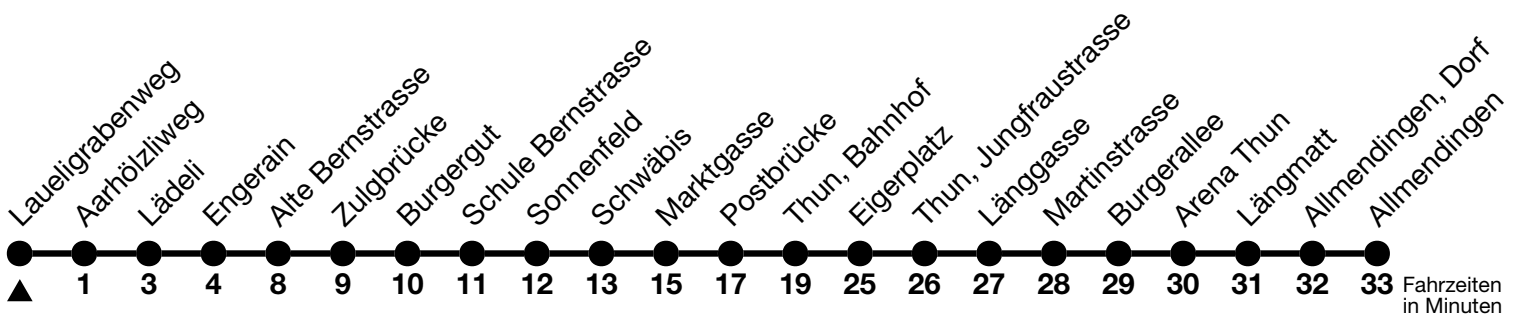 Laueligrabenweg
Aarhölzliweg
Lädeli
Engerain
Alte Bernstrasse
Zulgbrücke
Burgergut
Schule Bernstrasse
Sonnenfeld
Schwäbis
Marktgasse
Postbrücke
Thun, Bahnhof
Eigerplatz
Thun, Jungfraustrasse
Länggasse
Martinstrasse
Burgerallee
Arena Thun
Längmatt
Allmendingen, Dorf
Allmendingen
1 3 4 8 9 10 11 12 13 15 17 19 25 26 27 28 29 30 31 32 33 Fahrzeiten
in Minuten